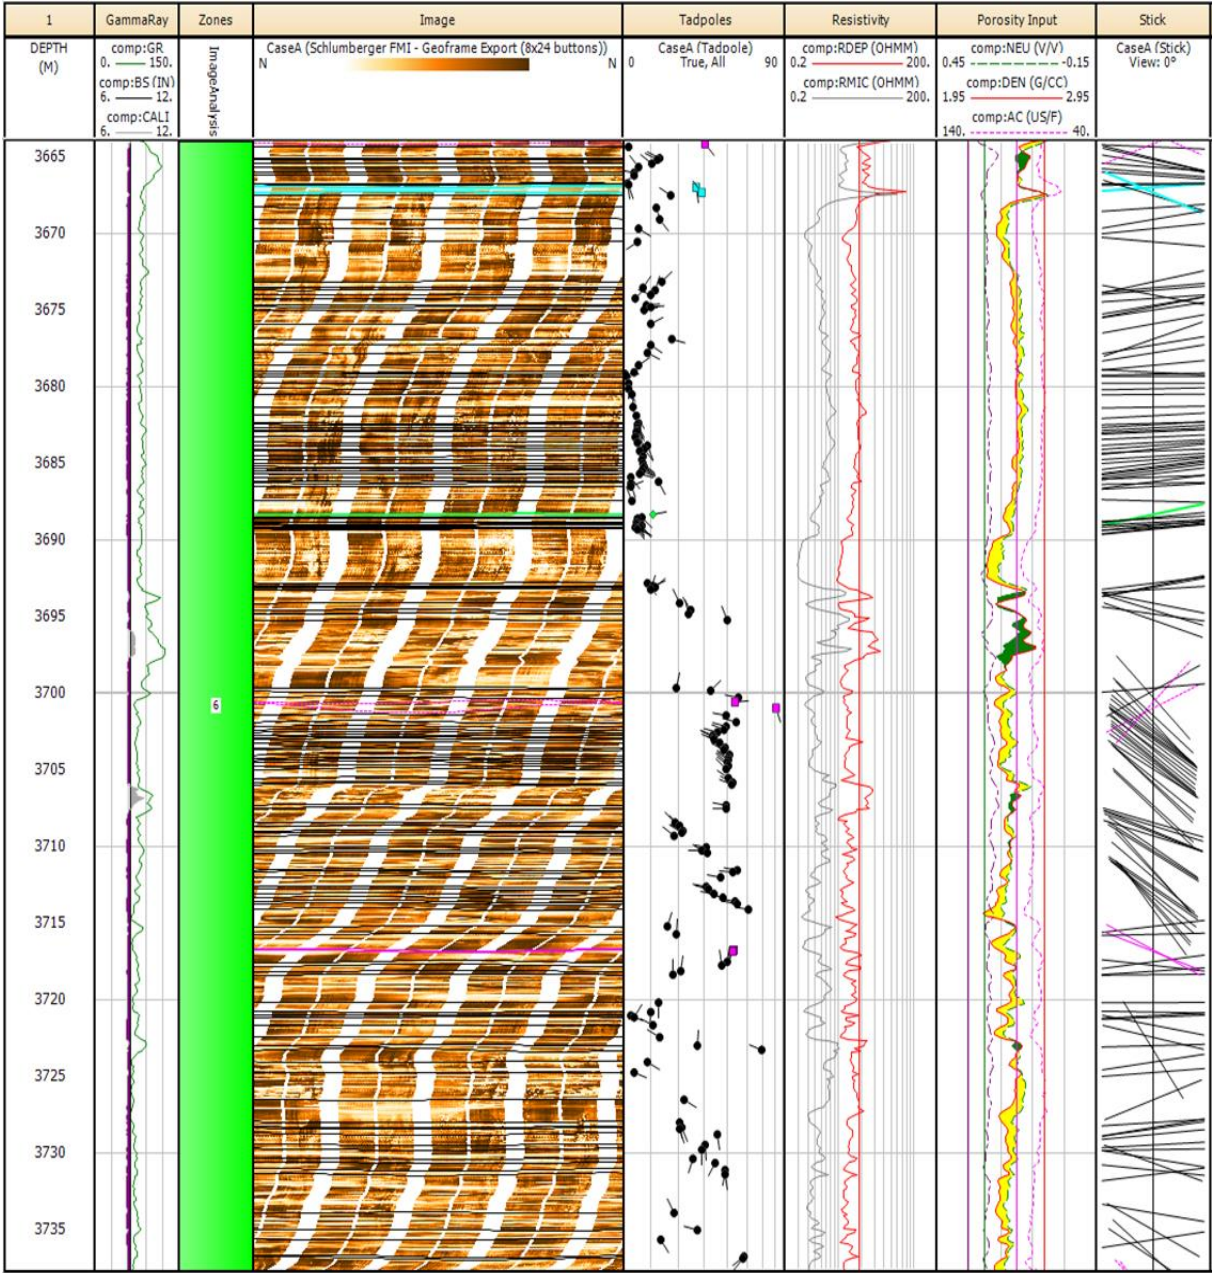 1 GammaRay Zones Image Tadpoles Resistivity Porosity Input Stick
DEPTH
(M)
comp:GR
0. 150.
comp:BS (IN)
6. 12.
comp:CALI
6. 12.
ImageAnalysis
CaseA (Schlumberger FMI - Geoframe Export (8x24 buttons))
N N
CaseA (Tadpole)
True, All
0 90
comp:RDEP (OHMM)
0.2 200.
comp:RMIC (OHMM)
0.2 200.
comp:NEU (V/V)
0.45 -0.15
comp:DEN (G/CC)
1.95 2.95
comp:AC (US/F)
140. 40.
CaseA (Stick)
View: 0°
3665
3670
3675
3680
3685
3690
3695
3700
6
3705
3710
3715
3720
3725
3730
3735